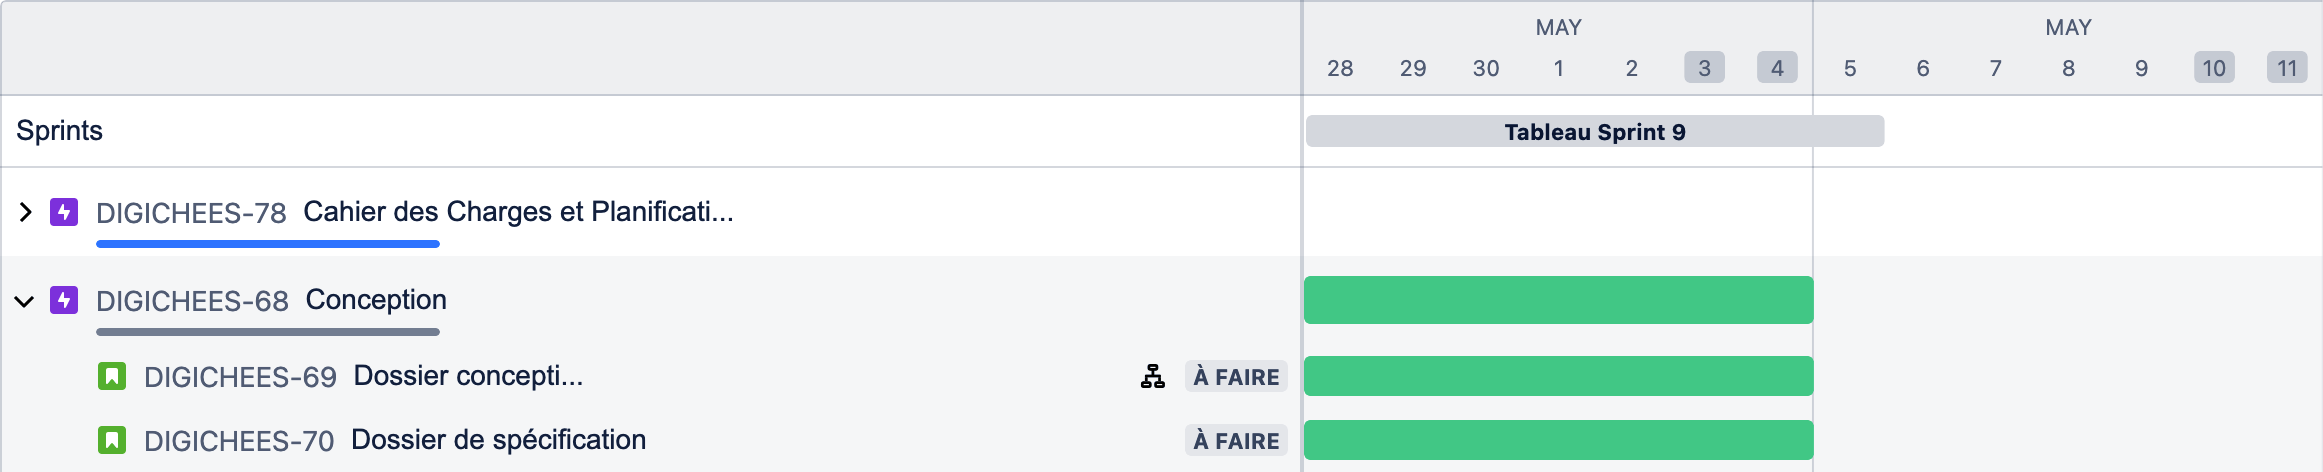 MAY MAY
28 29 30 1 2 3 4 5 6 7 8 9 10 11
Sprints Tableau Sprint 9
DIGICHEES-78 Cahier des Charges et Planificati...
DIGICHEES-68 Conception
DIGICHEES-69 Dossier concepti... À FAIRE
DIGICHEES-70 Dossier de spécification À FAIRE